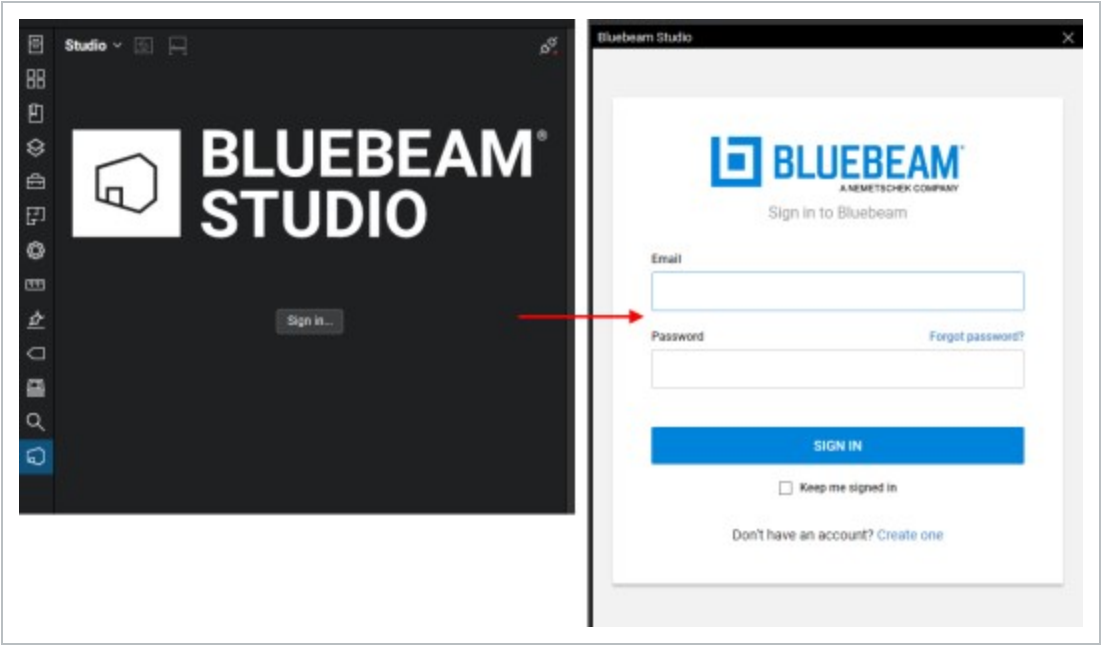 Studio
BLUEBEAM®
STUDIO
Sign in...
Bluebeam Studio
BLUEBEAM
A NEMETSCHEK COMPANY
Sign in to Bluebeam
Email
Password Forgot password?
SIGN IN
Keep me signed in
Don't have an account? Create one